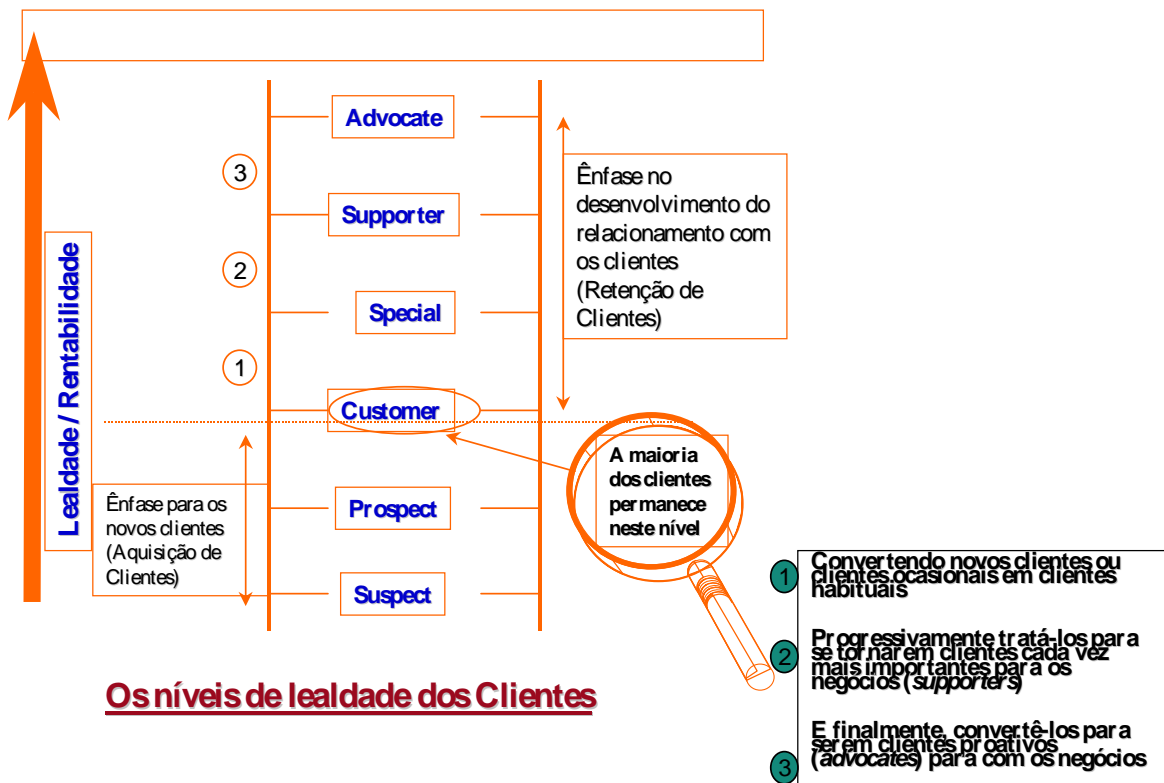 Advocate
3
Supporter
2
Special
1
Customer
Prospect
Suspect
Lealdade / Rentabilidade
Ênfase no
desenvolvimento do
relacionamento com
os clientes
(Retenção de
Clientes)
Ênfase para os
novos clientes
(Aquisição de
Clientes)
A maioria
dos clientes
permanece
neste nível
Os níveis de lealdade dos Clientes
1
Convertendo novos clientes ou
clientes ocasionais em clientes
habituais
2
Progressivamente tratá-los para
se tornarem clientes cada vez
mais importantes para os
negócios (supporters)
3
E finalmente, convertê-los para
serem clientes proativos
(advocates) para com os negócios